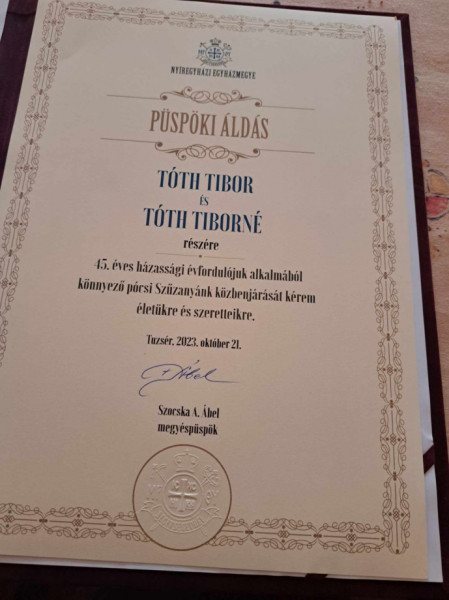 NYÍREGYHÁZI EGYHÁZMEGYE
PÜSPÖKI ÁLDÁS
TÓTH TIBOR
ÉS
TÓTH TIBORNÉ
részére
45. éves házassági évfordulójuk alkalmából
könnyező pócsi Szűzanyánk közbenjárását kérem
életükre és szeretteikre.
Tuzsér, 2023. október 21.
+ Ábel
Szocska A. Ábel
megyéspüspök